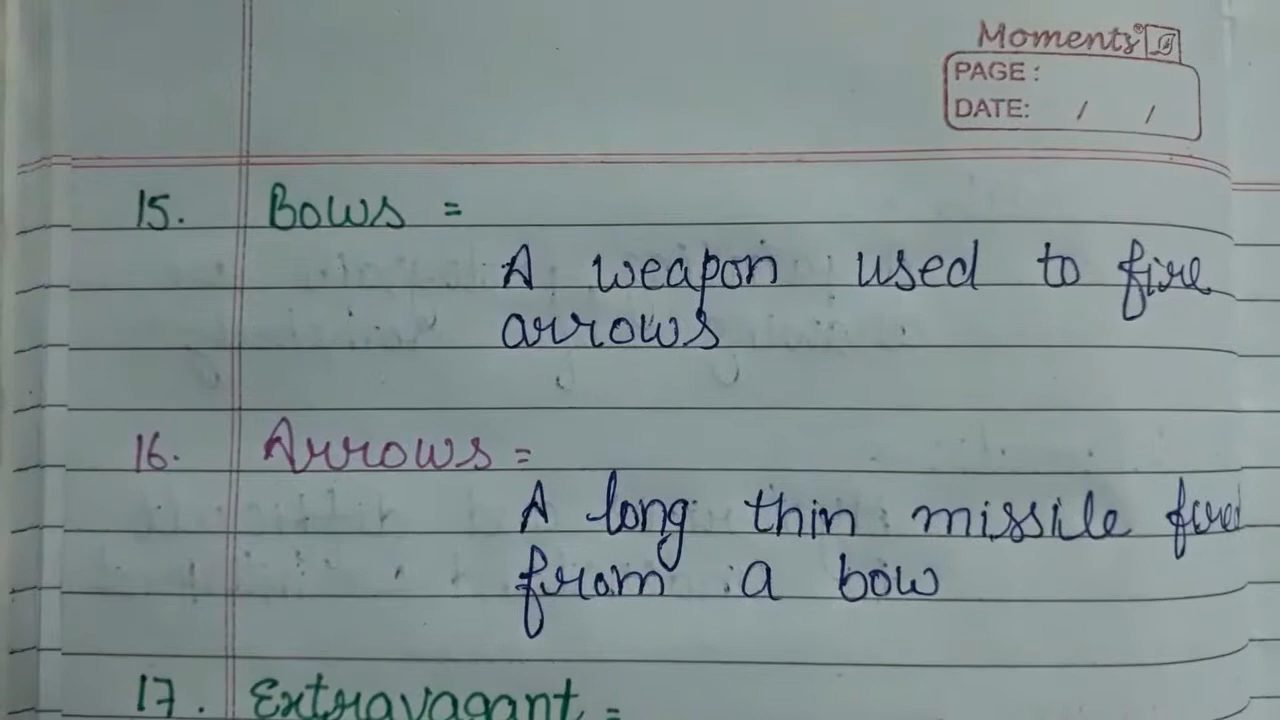 Moments
PAGE:
DATE: / /
15. Bows =
A weapon used to fire
arrows
16. Arrows =
A long thin missile fired
from a bow
17. Extravagant =